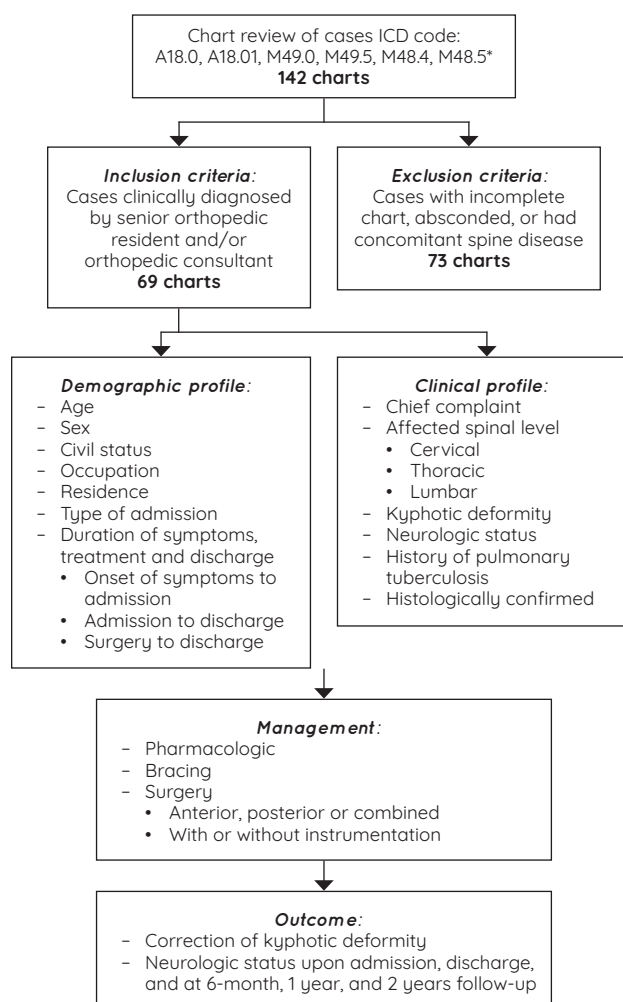 Chart review of cases ICD code:
A18.0, A18.01, M49.0, M49.5, M48.4, M48.5*
142 charts
Inclusion criteria:
Cases clinically diagnosed
by senior orthopedic
resident and/or
orthopedic consultant
69 charts
Exclusion criteria:
Cases with incomplete
chart, absconded, or had
concomitant spine disease
73 charts
Demographic profile:
- Age
- Sex
- Civil status
- Occupation
- Residence
- Type of admission
- Duration of symptoms,
treatment and discharge
• Onset of symptoms to
admission
• Admission to discharge
• Surgery to discharge
Clinical profile:
- Chief complaint
- Affected spinal level
• Cervical
• Thoracic
• Lumbar
- Kyphotic deformity
- Neurologic status
- History of pulmonary
tuberculosis
- Histologically confirmed
Management:
- Pharmacologic
- Bracing
- Surgery
• Anterior, posterior or combined
• With or without instrumentation
Outcome:
- Correction of kyphotic deformity
- Neurologic status upon admission, discharge,
and at 6-month, 1 year, and 2 years follow-up